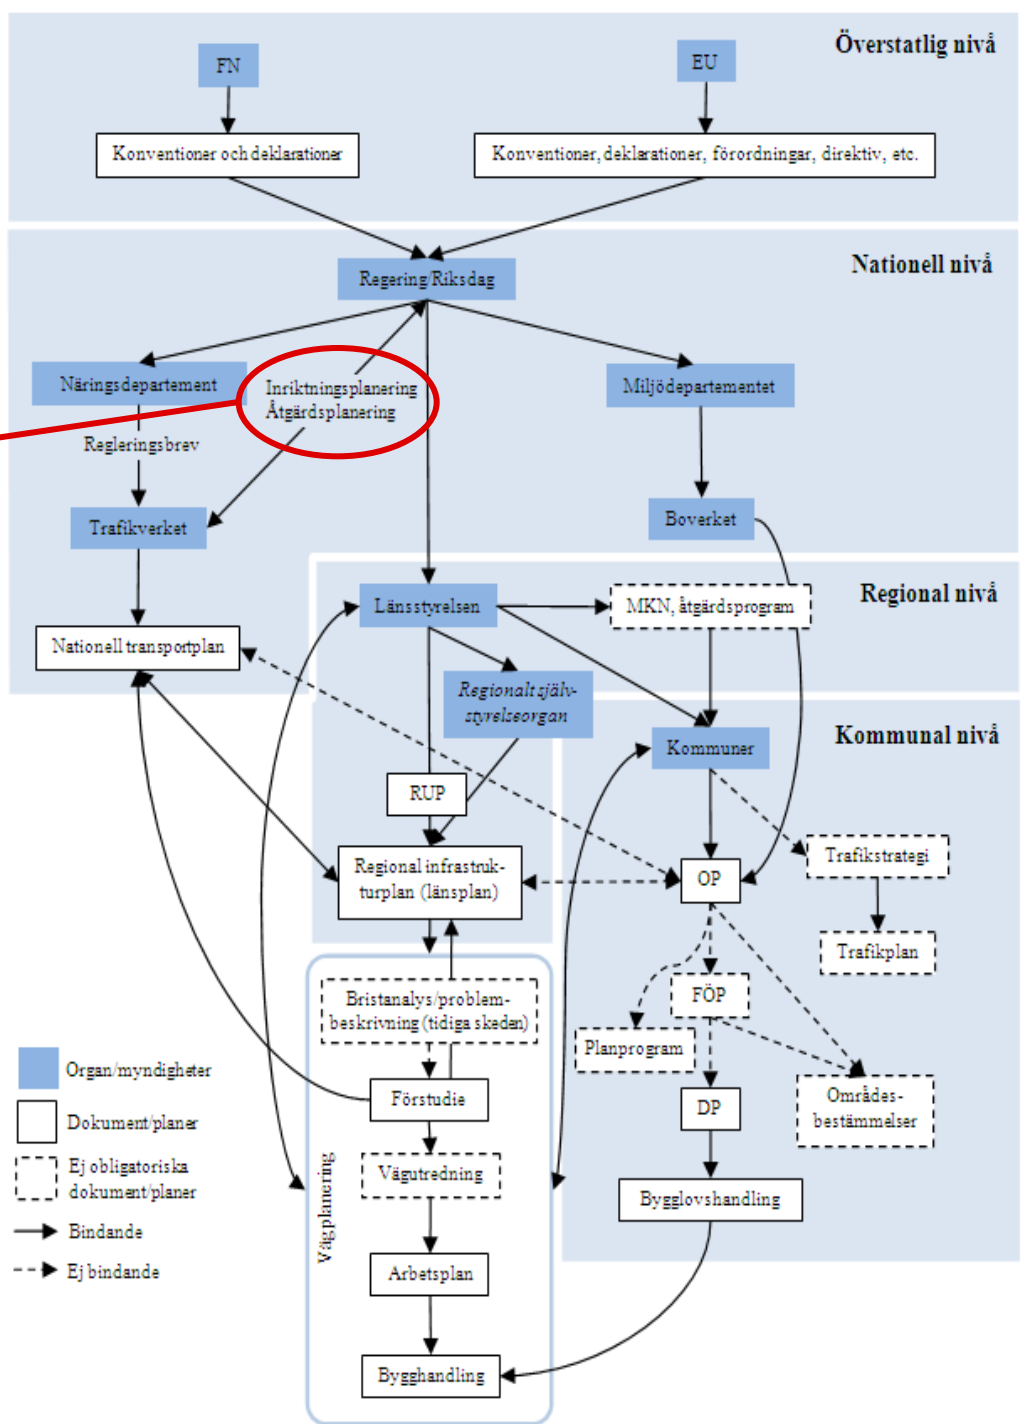 Överstatlig nivå
FN
EU
Konventioner och deklarationer
Konventioner, deklarationer, förordningar, direktiv, etc.
Nationell nivå
Regering/Riksdag
Näringsdepartement
Inriktningsplanering
Åtgärdsplanering
Miljödepartementet
Regleringsbrev
Trafikverket
Boverket
Regional nivå
Länsstyrelsen
MKN, åtgärdsprogram
Nationell transportplan
Regionalt själv-
styrelseorgan
Kommunal nivå
Kommuner
RUP
Regional infrastruk-
turplan (länsplan)
OP
Trafikstrategi
Trafikplan
Bristanalys/problem-
beskrivning (tidiga skeden)
FÖP
Planprogram
Förstudie
DP
Områdes-
bestämmelser
Vägutredning
Bygglovshandling
Vägplanering
Arbetsplan
Bygghandling
Organ/myndigheter
Dokument/planer
Ej obligatoriska
dokument/planer
Bindande
Ej bindande